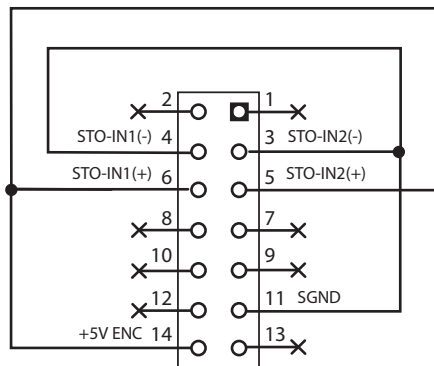 2 1
STO-IN1(-) 4 3 STO-IN2(-)
STO-IN1(+) 6 5 STO-IN2(+)
8 7
10 9
12 11 SGND
+5V ENC 14 13